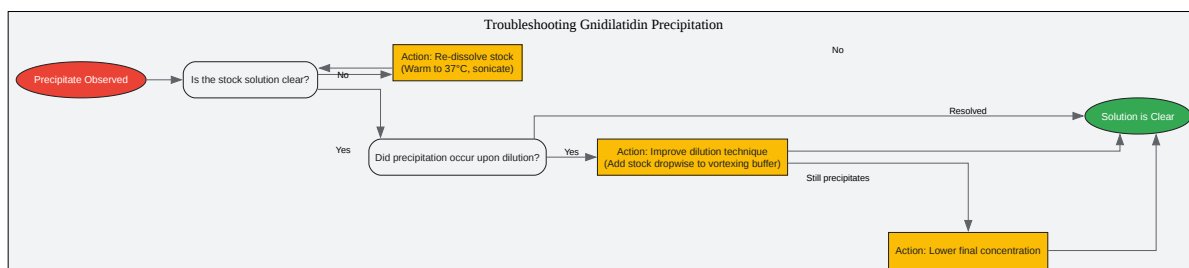 Troubleshooting Gnidilatidin Precipitation
No
Action: Re-dissolve stock
(Warm to 37°C, sonicate)
Precipitate Observed
Is the stock solution clear?
No
Resolved
Solution is Clear
Yes
Did precipitation occur upon dilution?
Yes
Action: Improve dilution technique
(Add stock dropwise to vortexing buffer)
Still precipitates
Action: Lower final concentration